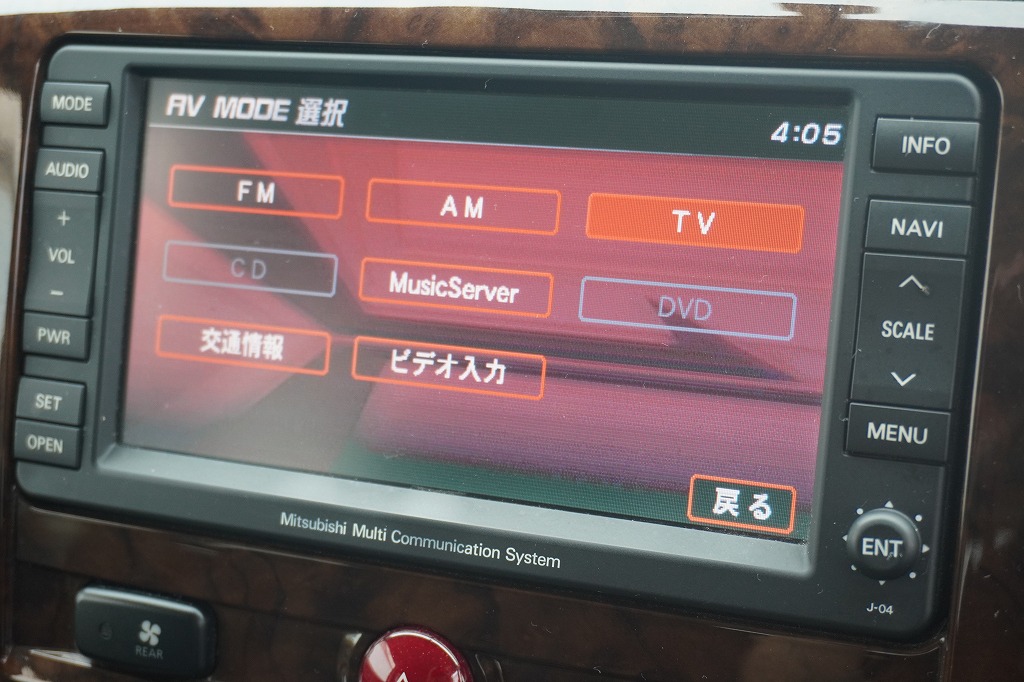 MODE
AUDIO
+
VOL
−
PWR
SET
OPEN
AV MODE 選択
4:05
FM
AM
TV
CD
MusicServer
DVD
交通情報
ビデオ入力
戻る
INFO
NAVI
SCALE
MENU
ENT
J-04
Mitsubishi Multi Communication System
REAR